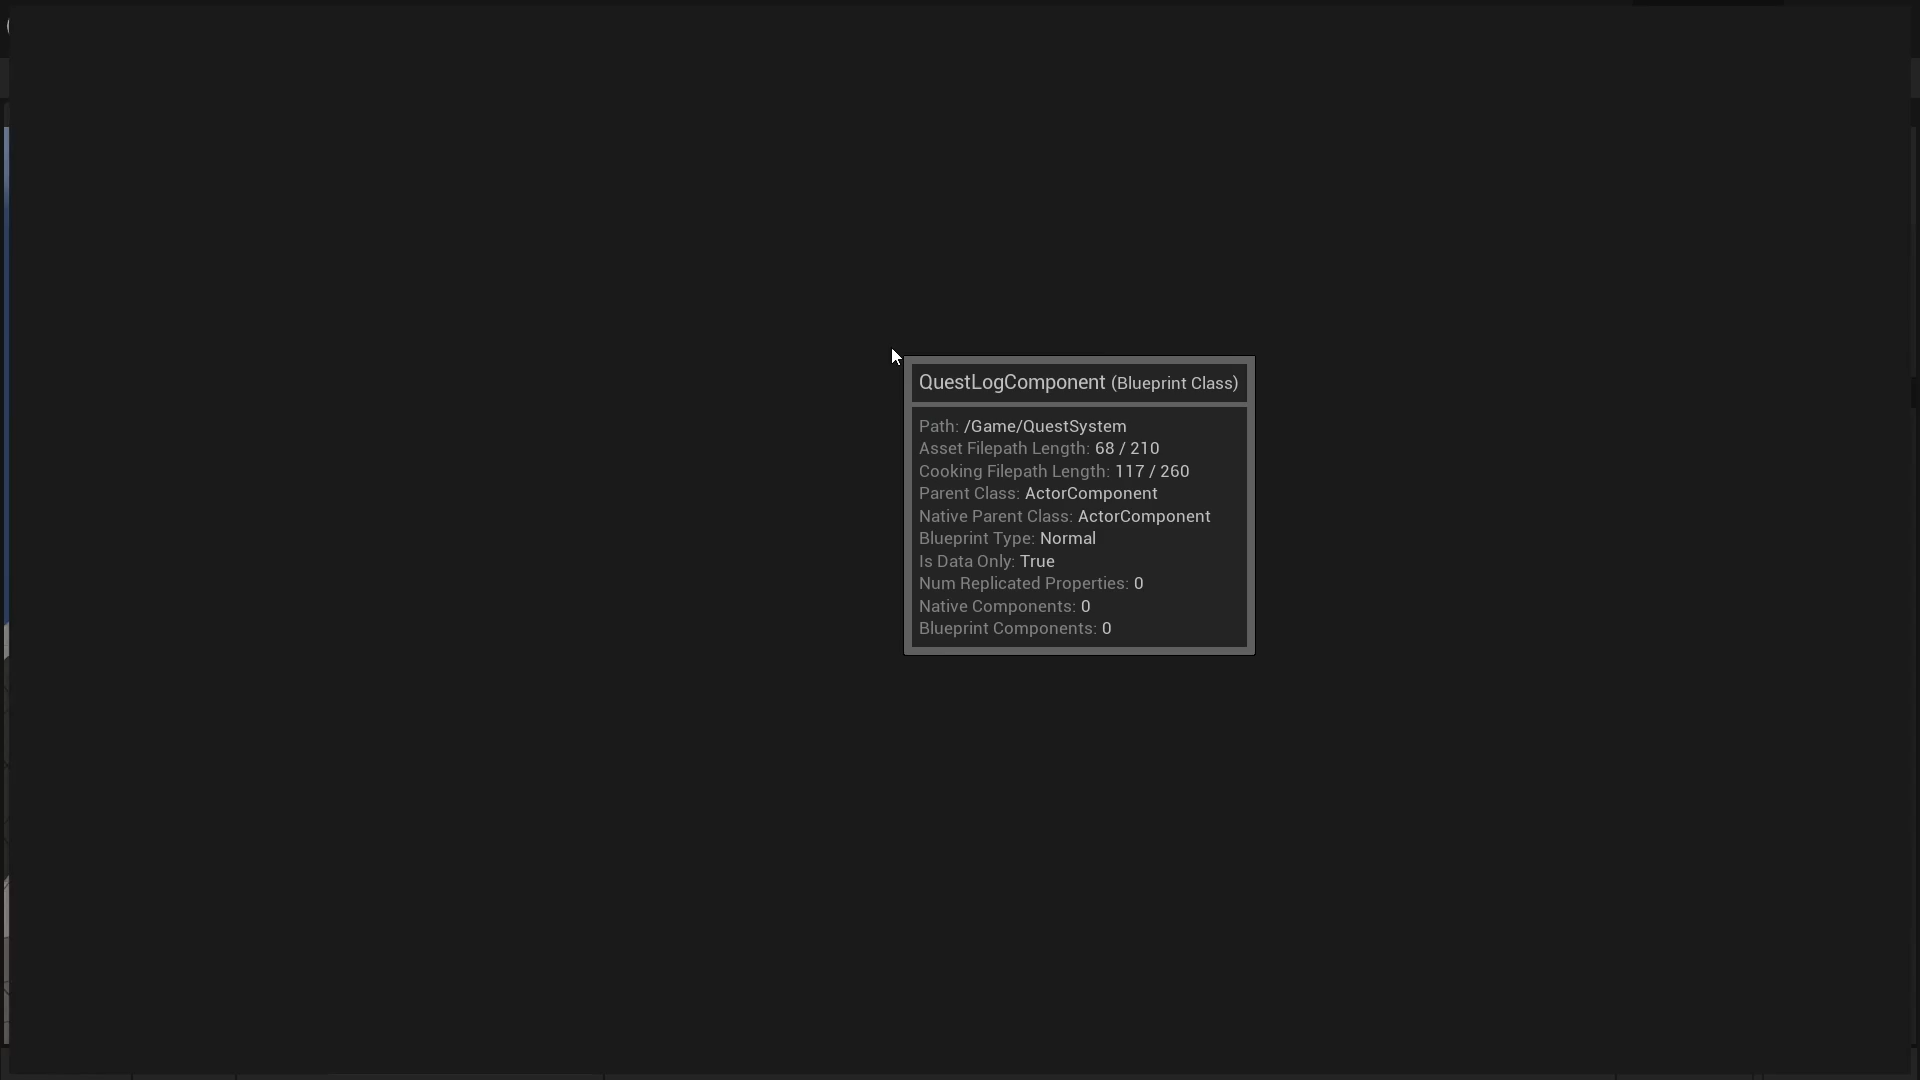 QuestLogComponent (Blueprint Class)
Path: /Game/QuestSystem
Asset Filepath Length: 68 / 210
Cooking Filepath Length: 117 / 260
Parent Class: ActorComponent
Native Parent Class: ActorComponent
Blueprint Type: Normal
Is Data Only: True
Num Replicated Properties: 0
Native Components: 0
Blueprint Components: 0